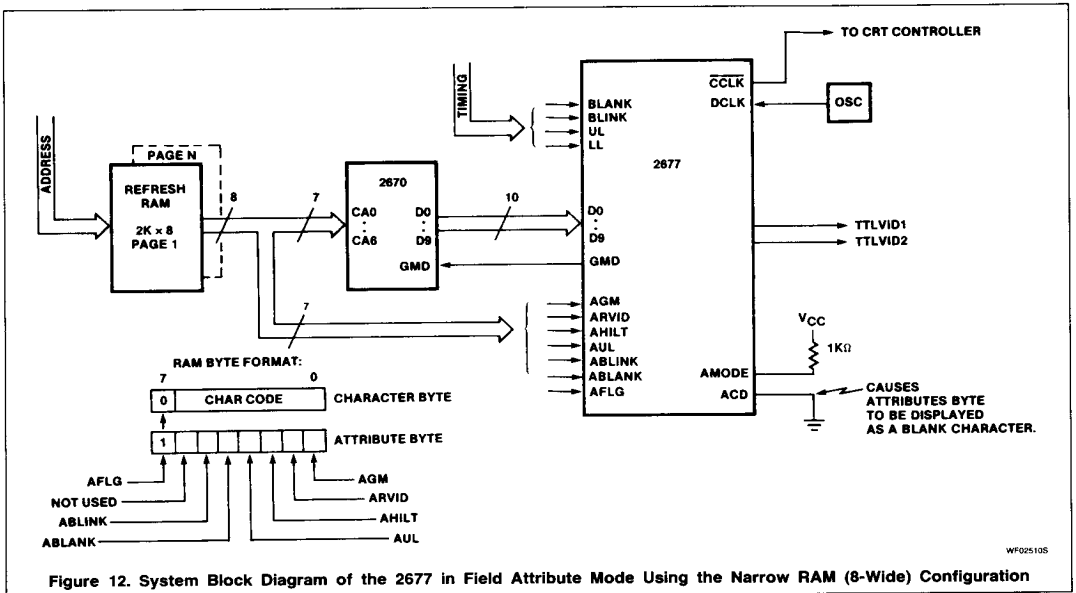 TO CRT CONTROLLER
CCLK
DCLK
OSC
TIMING
BLANK
BLINK
UL
LL
2677
ADDRESS
PAGE N
REFRESH
RAM
2K × 8
PAGE 1
8
7
2670
CA0
:
CA6
D0
:
D9
GMD
10
D0
:
D9
GMD
TTLVID1
TTLVID2
7
AGM
ARVID
AHILT
AUL
ABLINK
ABLANK
AFLG
VCC
1KΩ
AMODE
ACD
CAUSES
ATTRIBUTES BYTE
TO BE DISPLAYED
AS A BLANK CHARACTER.
RAM BYTE FORMAT:
7 0
0 CHAR CODE CHARACTER BYTE
1 ATTRIBUTE BYTE
AFLG
NOT USED
ABLINK
ABLANK
AGM
ARVID
AHILT
AUL
WF02510S
Figure 12. System Block Diagram of the 2677 in Field Attribute Mode Using the Narrow RAM (8-Wide) Configuration